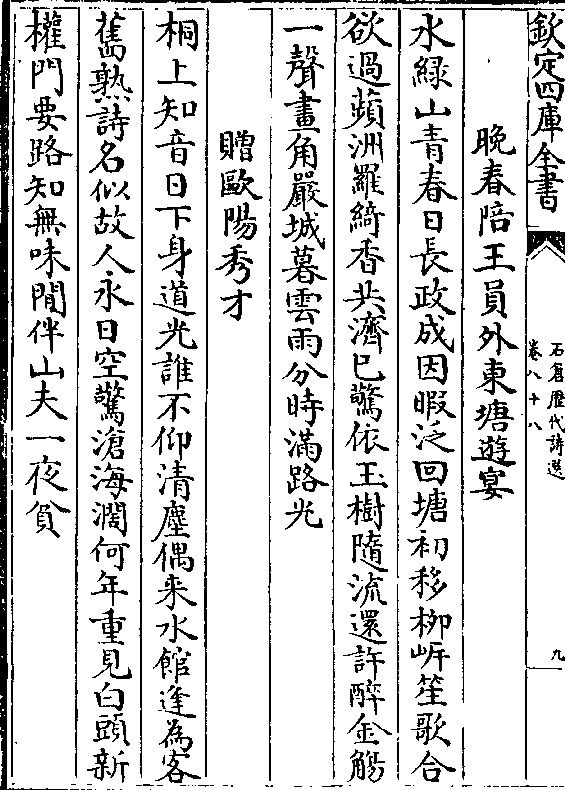 欽定四庫全書
石倉歷代詩選
卷八十八
九
晚春陪王員外東塘遊宴
水綠山青春日長政成因暇泛回塘初移柳岍笙歌合
欲過蘋洲羅綺香共濟已驚依玉樹隨流還許醉金觴
一聲畫角嚴城暮雲雨分時滿路光
贈歐陽秀才
桐上知音日下身道光誰不仰清塵偶来水館逢為客
舊熟詩名似故人永日空驚滄海濶何年重見白頭新
權門要路知無味閒伴山夫一夜貧